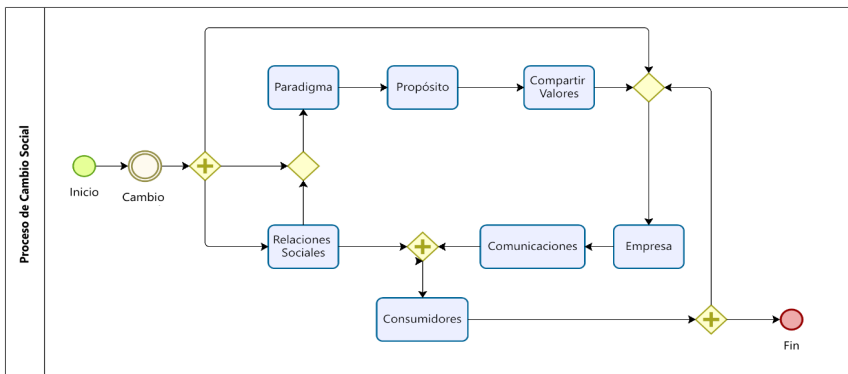 Proceso de Cambio Social
Paradigma
Propósito
Compartir
Valores
Inicio
Cambio
Relaciones
Sociales
Comunicaciones
Empresa
Consumidores
Fin